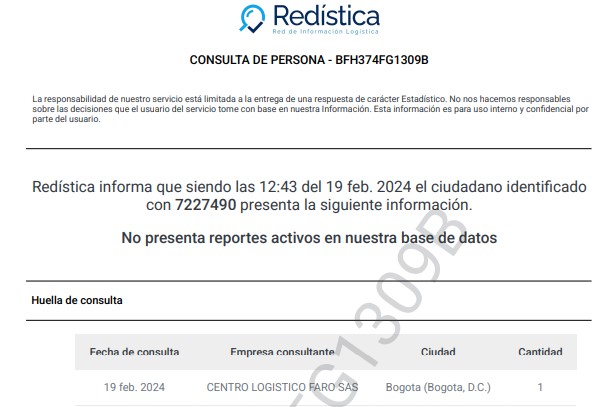 Redística
Red de Información Logística
CONSULTA DE PERSONA - BFH374FG1309B
La responsabilidad de nuestro servicio está limitada a la entrega de una respuesta de carácter Estadístico. No nos hacemos responsables
sobre las decisiones que el usuario del servicio tome con base en nuestra Información. Esta información es para uso interno y confidencial por
parte del usuario.
Redística informa que siendo las 12:43 del 19 feb. 2024 el ciudadano identificado
con 7227490 presenta la siguiente información.
No presenta reportes activos en nuestra base de datos
Huella de consulta
Fecha de consulta Empresa consultante Ciudad Cantidad
19 feb. 2024 CENTRO LOGISTICO FARO SAS Bogota (Bogota, D.C.) 1
FG1309B